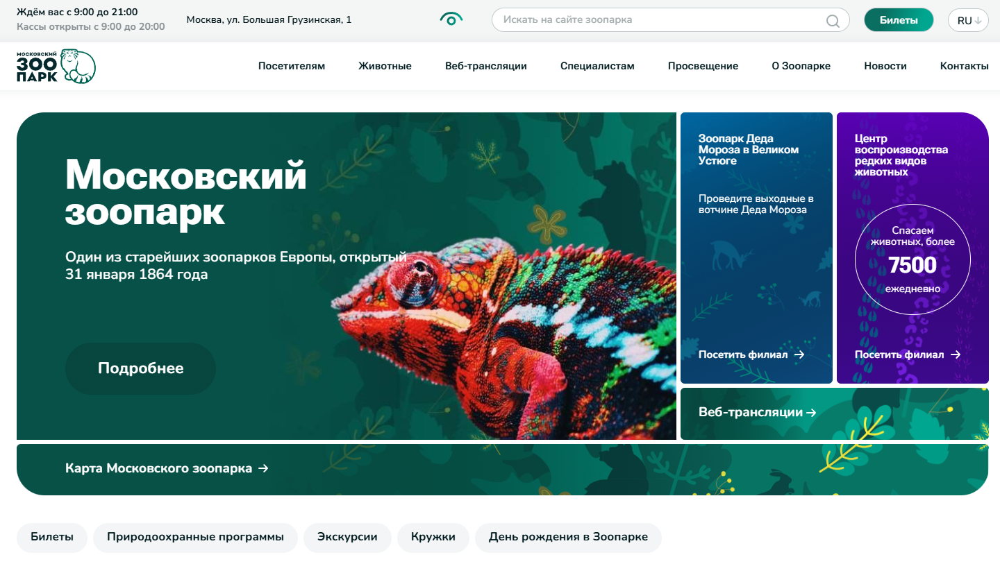 Ждём вас с 9:00 до 21:00
Кассы открыты с 9:00 до 20:00
Москва, ул. Большая Грузинская, 1
Искать на сайте зоопарка
Билеты
RU
МОСКОВСКИЙ
ЗОО
ПАРК
Посетителям
Животные
Веб-трансляции
Специалистам
Просвещение
О Зоопарке
Новости
Контакты
Московский
зоопарк
Один из старейших зоопарков Европы, открытый
31 января 1864 года
Подробнее
Зоопарк Деда
Мороза в Великом
Устюге
Проведите выходные в
вотчине Деда Мороза
Посетить филиал
Центр
воспроизводства
редких видов
животных
Спасаем
животных, более
7500
ежедневно
Посетить филиал
Веб-трансляции
Карта Московского зоопарка
Билеты
Природоохранные программы
Экскурсии
Кружки
День рождения в Зоопарке